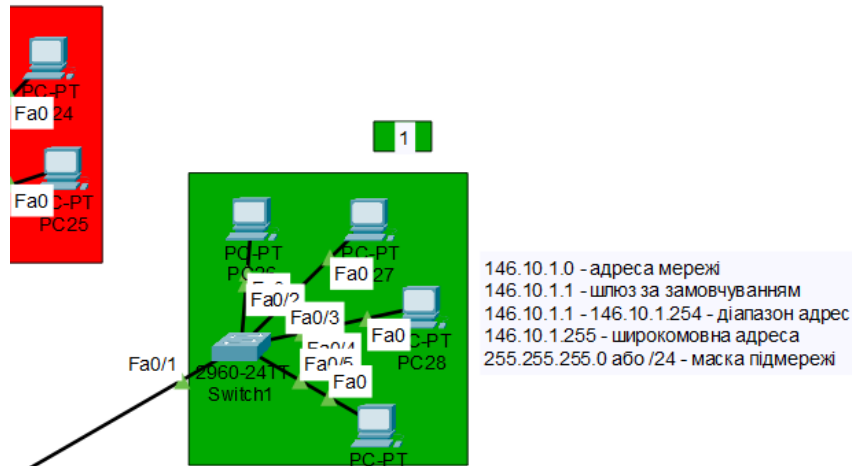 PC-PT
Fa0 24
Fa0 C-PT
PC25
1
PC-PT
PC-PT
Fa0 27
Fa0/2
Fa0/3
Fa0 C-PT
PC28
Fa0/1
Fa0/5
Fa0
2960-24TT
Switch1
PC-PT
146.10.1.0 - адреса мережі
146.10.1.1 - шлюз за замовчуванням
146.10.1.1 - 146.10.1.254 - діапазон адрес
146.10.1.255 - широкомовна адреса
255.255.255.0 або /24 - маска підмережі